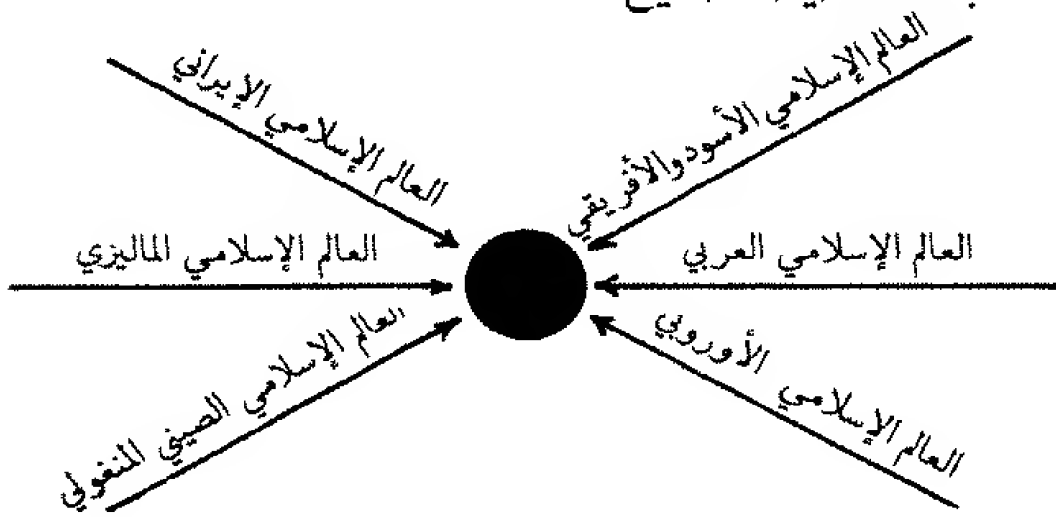 العالم الإسلامي الأسود والأفريقي
العالم الإسلامي الإيراني
العالم الإسلامي العربي
العالم الإسلامي الماليزي
العالم الإسلامي الأوروبي
العالم الإسلامي الصيني المنغولي